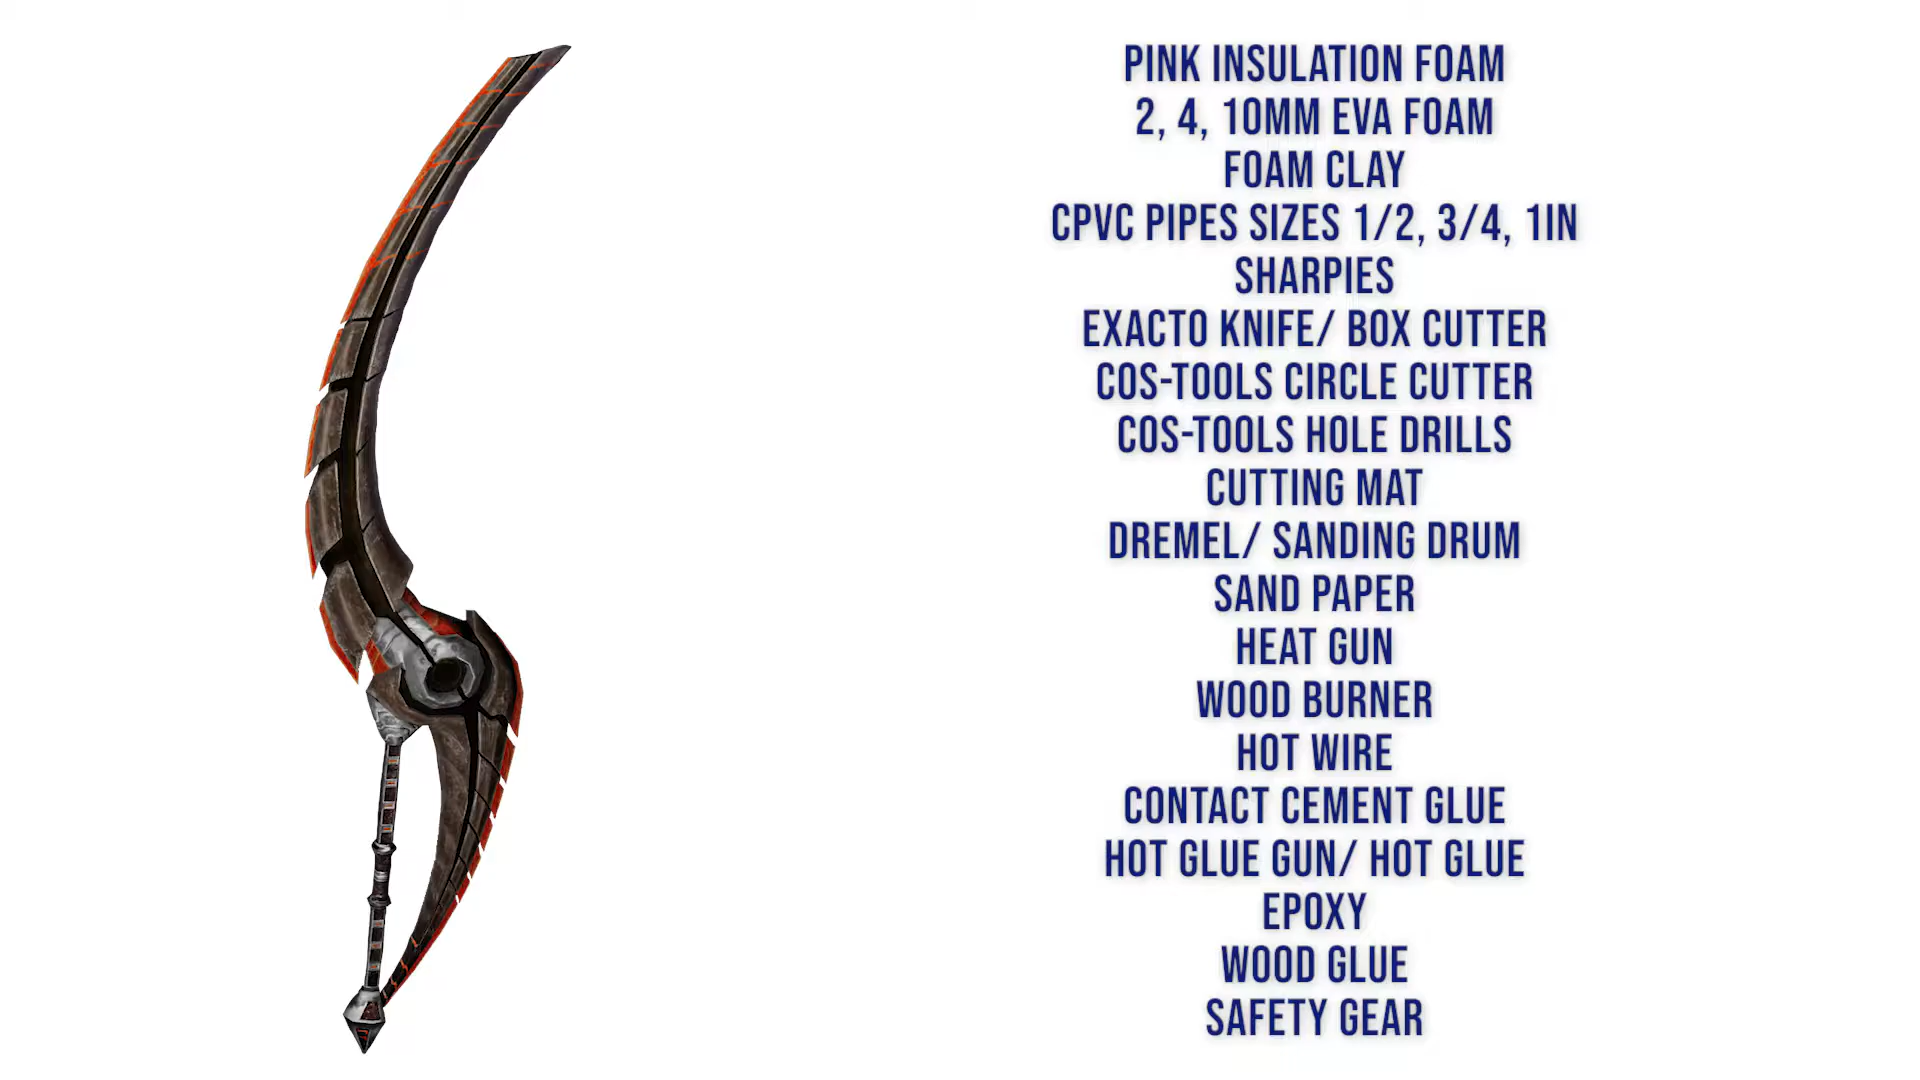 PINK INSULATION FOAM
2, 4, 10MM EVA FOAM
FOAM CLAY
CPVC PIPES SIZES 1/2, 3/4, 1IN
SHARPIES
EXACTO KNIFE/ BOX CUTTER
COS-TOOLS CIRCLE CUTTER
COS-TOOLS HOLE DRILLS
CUTTING MAT
DREMEL/ SANDING DRUM
SAND PAPER
HEAT GUN
WOOD BURNER
HOT WIRE
CONTACT CEMENT GLUE
HOT GLUE GUN/ HOT GLUE
EPOXY
WOOD GLUE
SAFETY GEAR